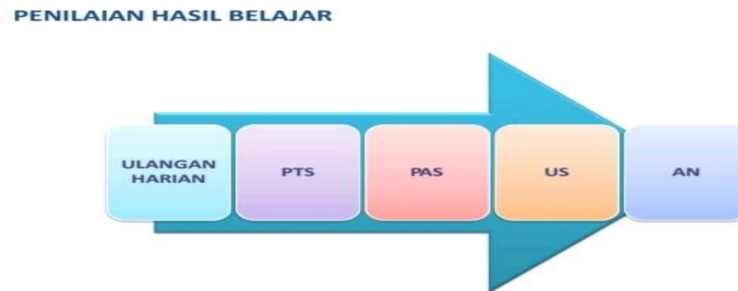 PENILAIAN HASIL BELAJAR
ULANGAN
HARIAN
PTS
PAS
US
AN